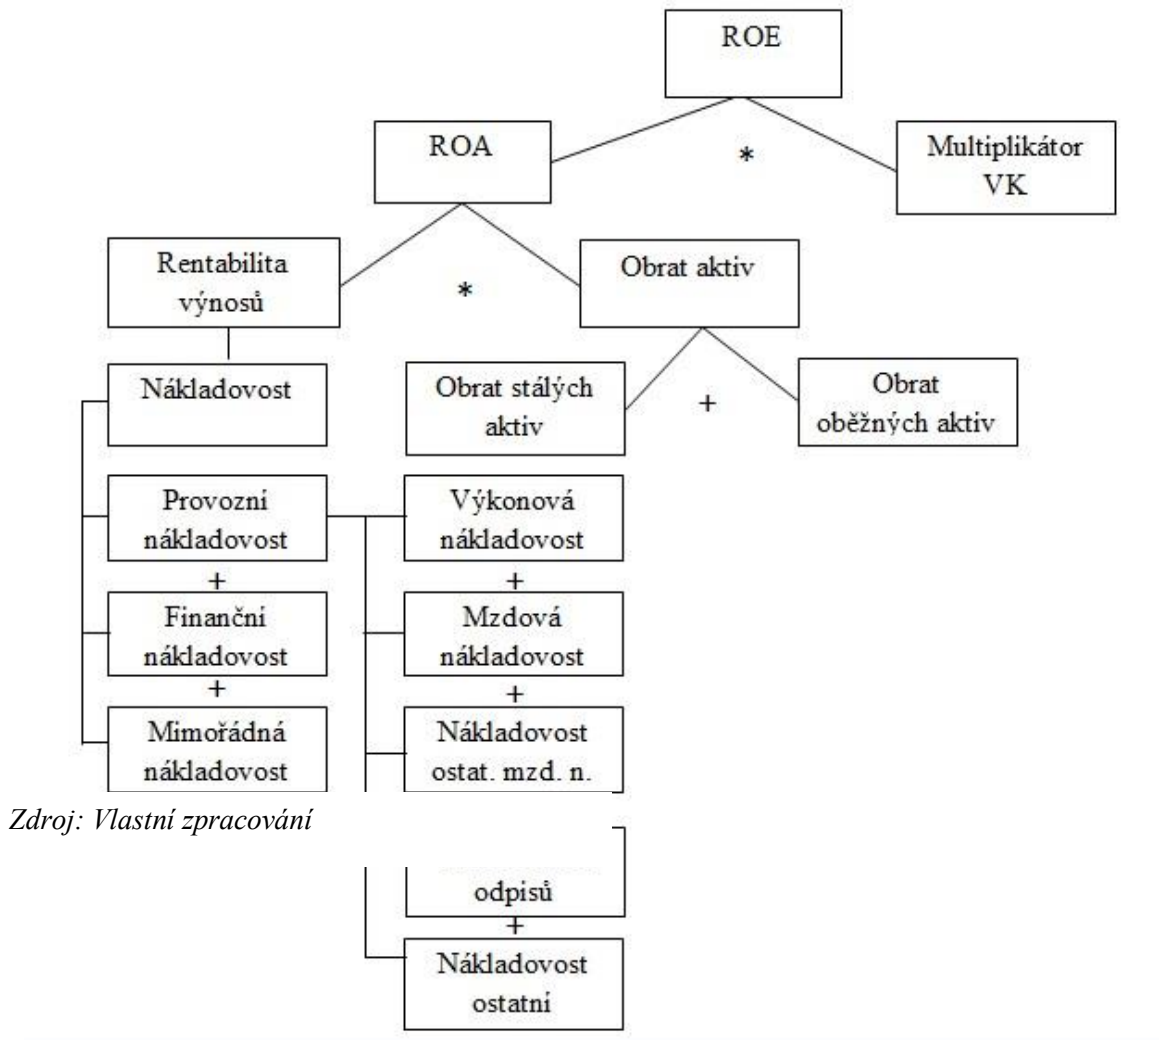 ROE
ROA
*
Multiplikátor
VK
Rentabilita
výnosů
*
Obrat aktiv
Nákladovost
Obrat stálých
aktiv
+
Obrat
oběžných aktiv
Provozní
nákladovost
+
Finanční
nákladovost
+
Mimořádná
nákladovost
Výkonová
nákladovost
+
Mzdová
nákladovost
+
Nákladovost
ostat. mzd. n.
Zdroj: Vlastní zpracování
odpisů
+
Nákladovost
ostatní